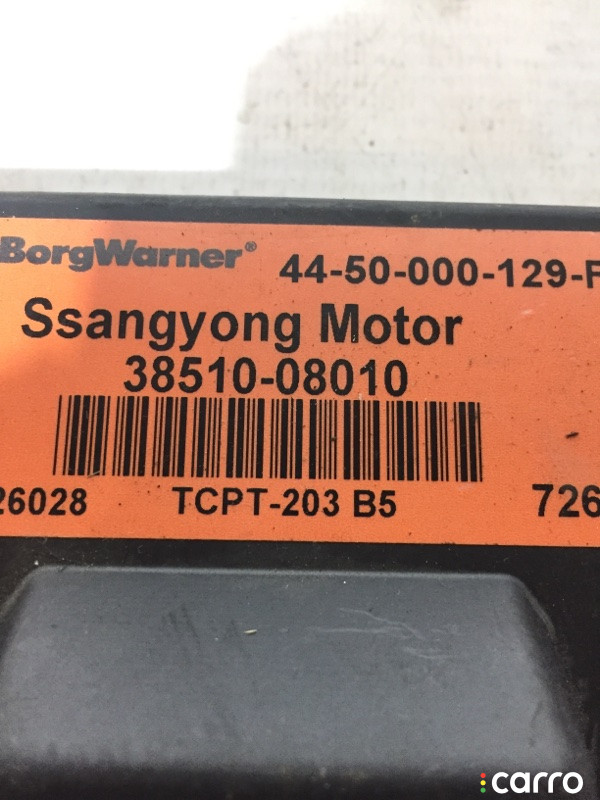 BorgWarner® 44-50-000-129-F
Ssangyong Motor
38510-08010
26028 TCPT-203 B5 726
carro